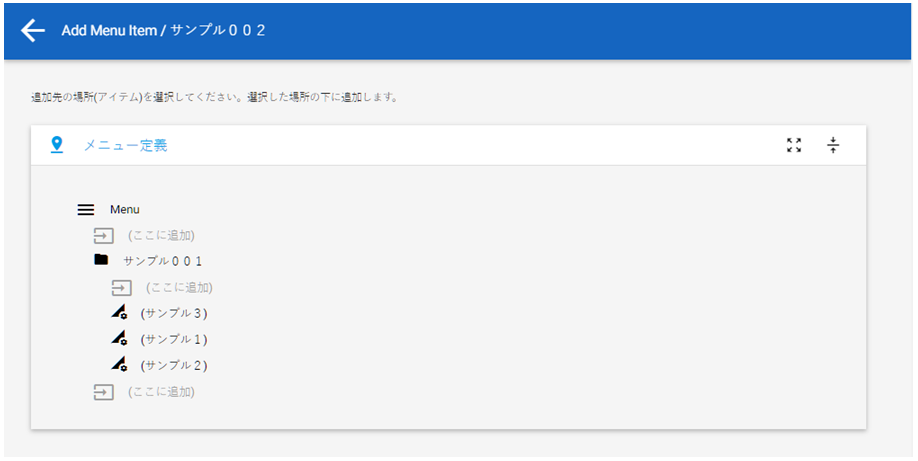 Add Menu Item / サンプル００２
追加先の場所(アイテム)を選択してください。選択した場所の下に追加します。
メニュー定義
Menu
(ここに追加)
サンプル００１
(ここに追加)
(サンプル３)
(サンプル１)
(サンプル２)
(ここに追加)